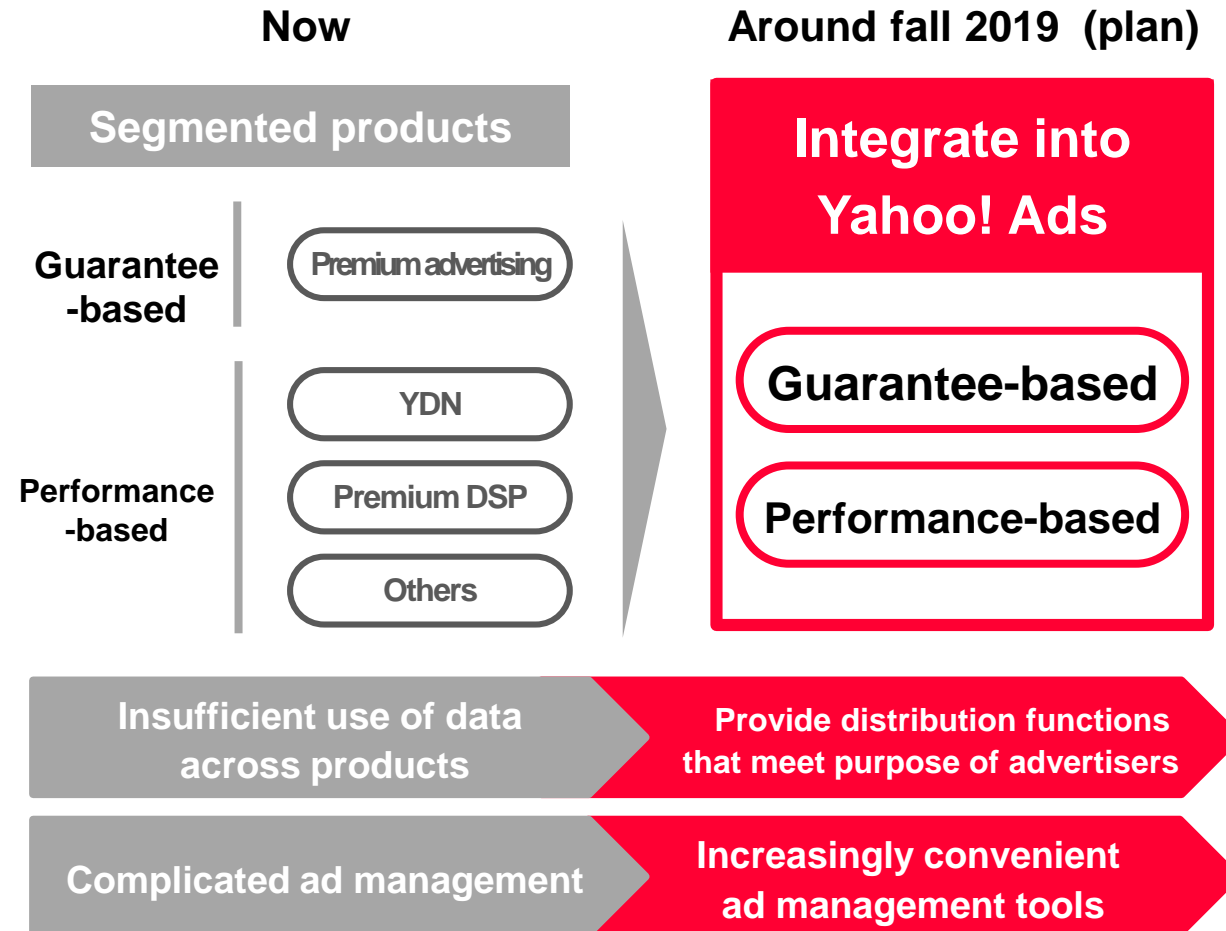 Now
Around fall 2019 (plan)
Segmented products
Integrate into
Yahoo! Ads
Guarantee
-based
Premium advertising
Performance
-based
YDN
Premium DSP
Others
Guarantee-based
Performance-based
Insufficient use of data
across products
Provide distribution functions
that meet purpose of advertisers
Complicated ad management
Increasingly convenient
ad management tools